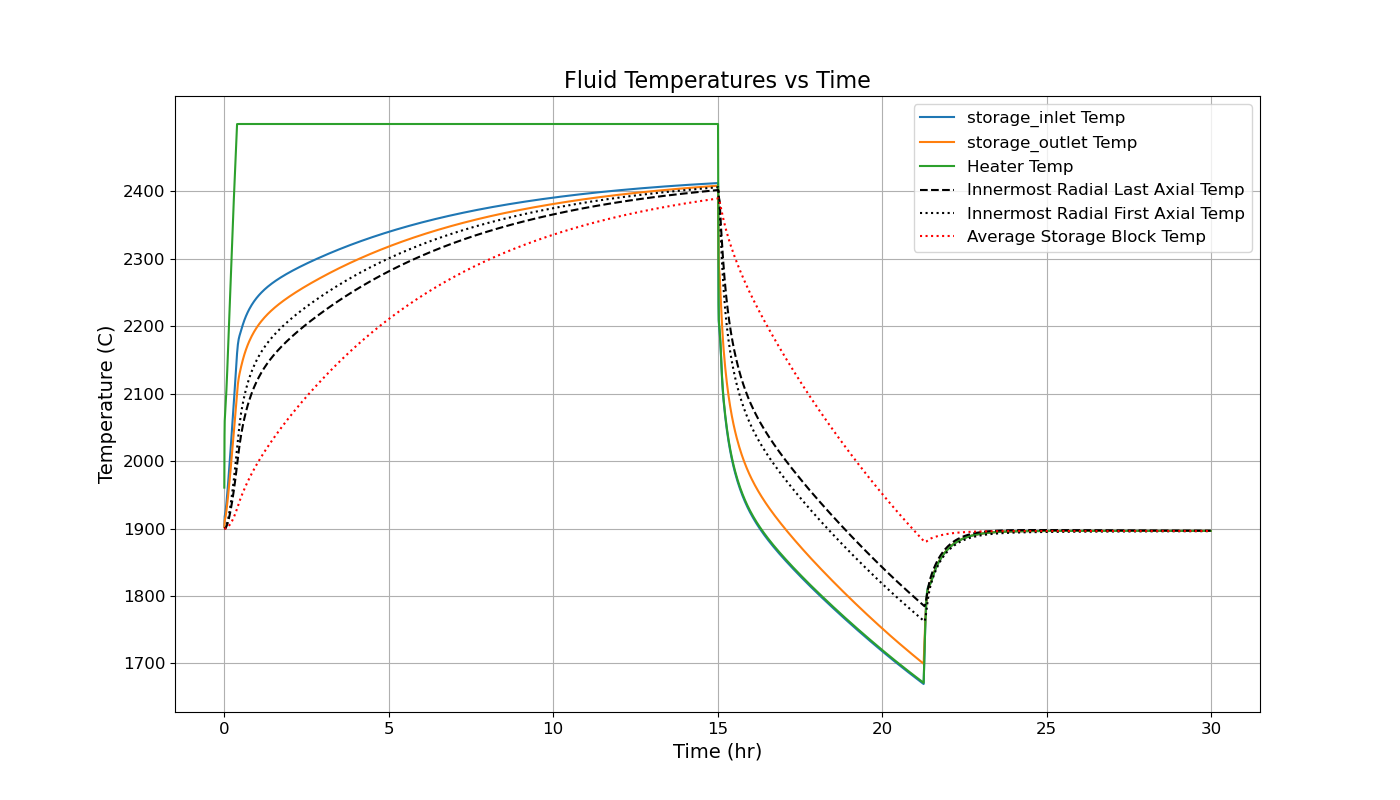 Fluid Temperatures vs Time
storage_inlet Temp
storage_outlet Temp
Heater Temp
Innermost Radial Last Axial Temp
Innermost Radial First Axial Temp
Average Storage Block Temp
Temperature (C)
2400
2300
2200
2100
2000
1900
1800
1700
0 5 10 15 20 25 30
Time (hr)